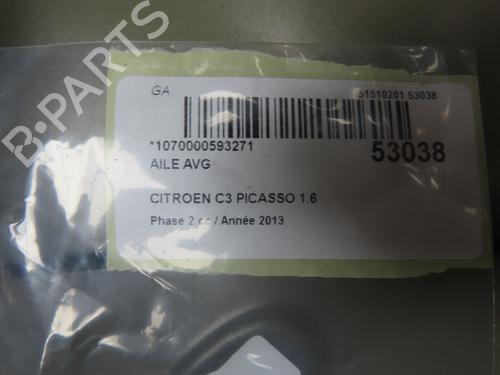 GA 51510201 53038
*1070000593271
53038
AILE AVG
CITROEN C3 PICASSO 1.6
Phase 2 cc / Année 2013
B-PARTS